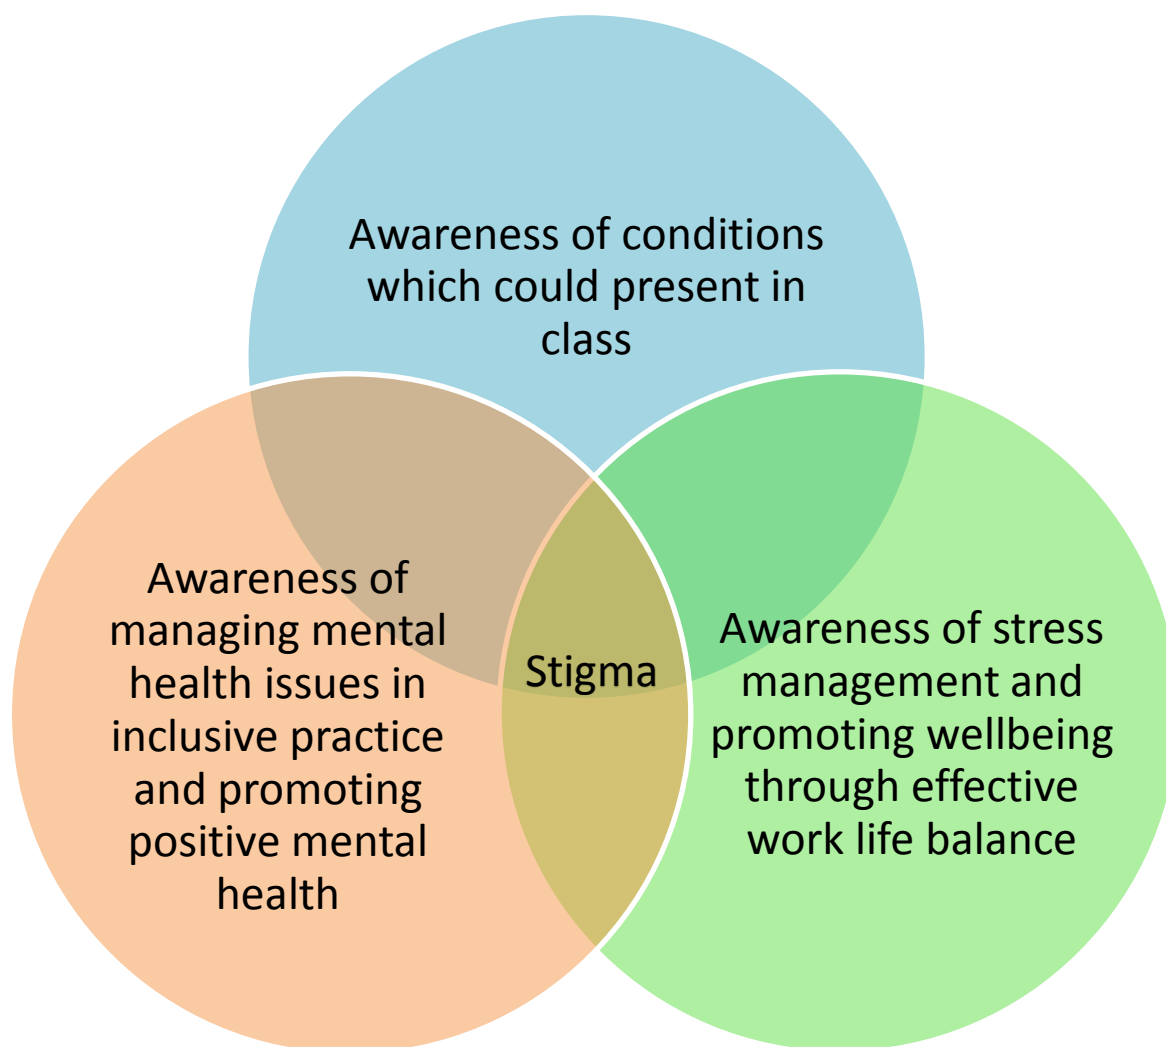 Awareness of conditions
which could present in
class
Awareness of
managing mental
health issues in
inclusive practice
and promoting
positive mental
health
Stigma
Awareness of stress
management and
promoting wellbeing
through effective
work life balance